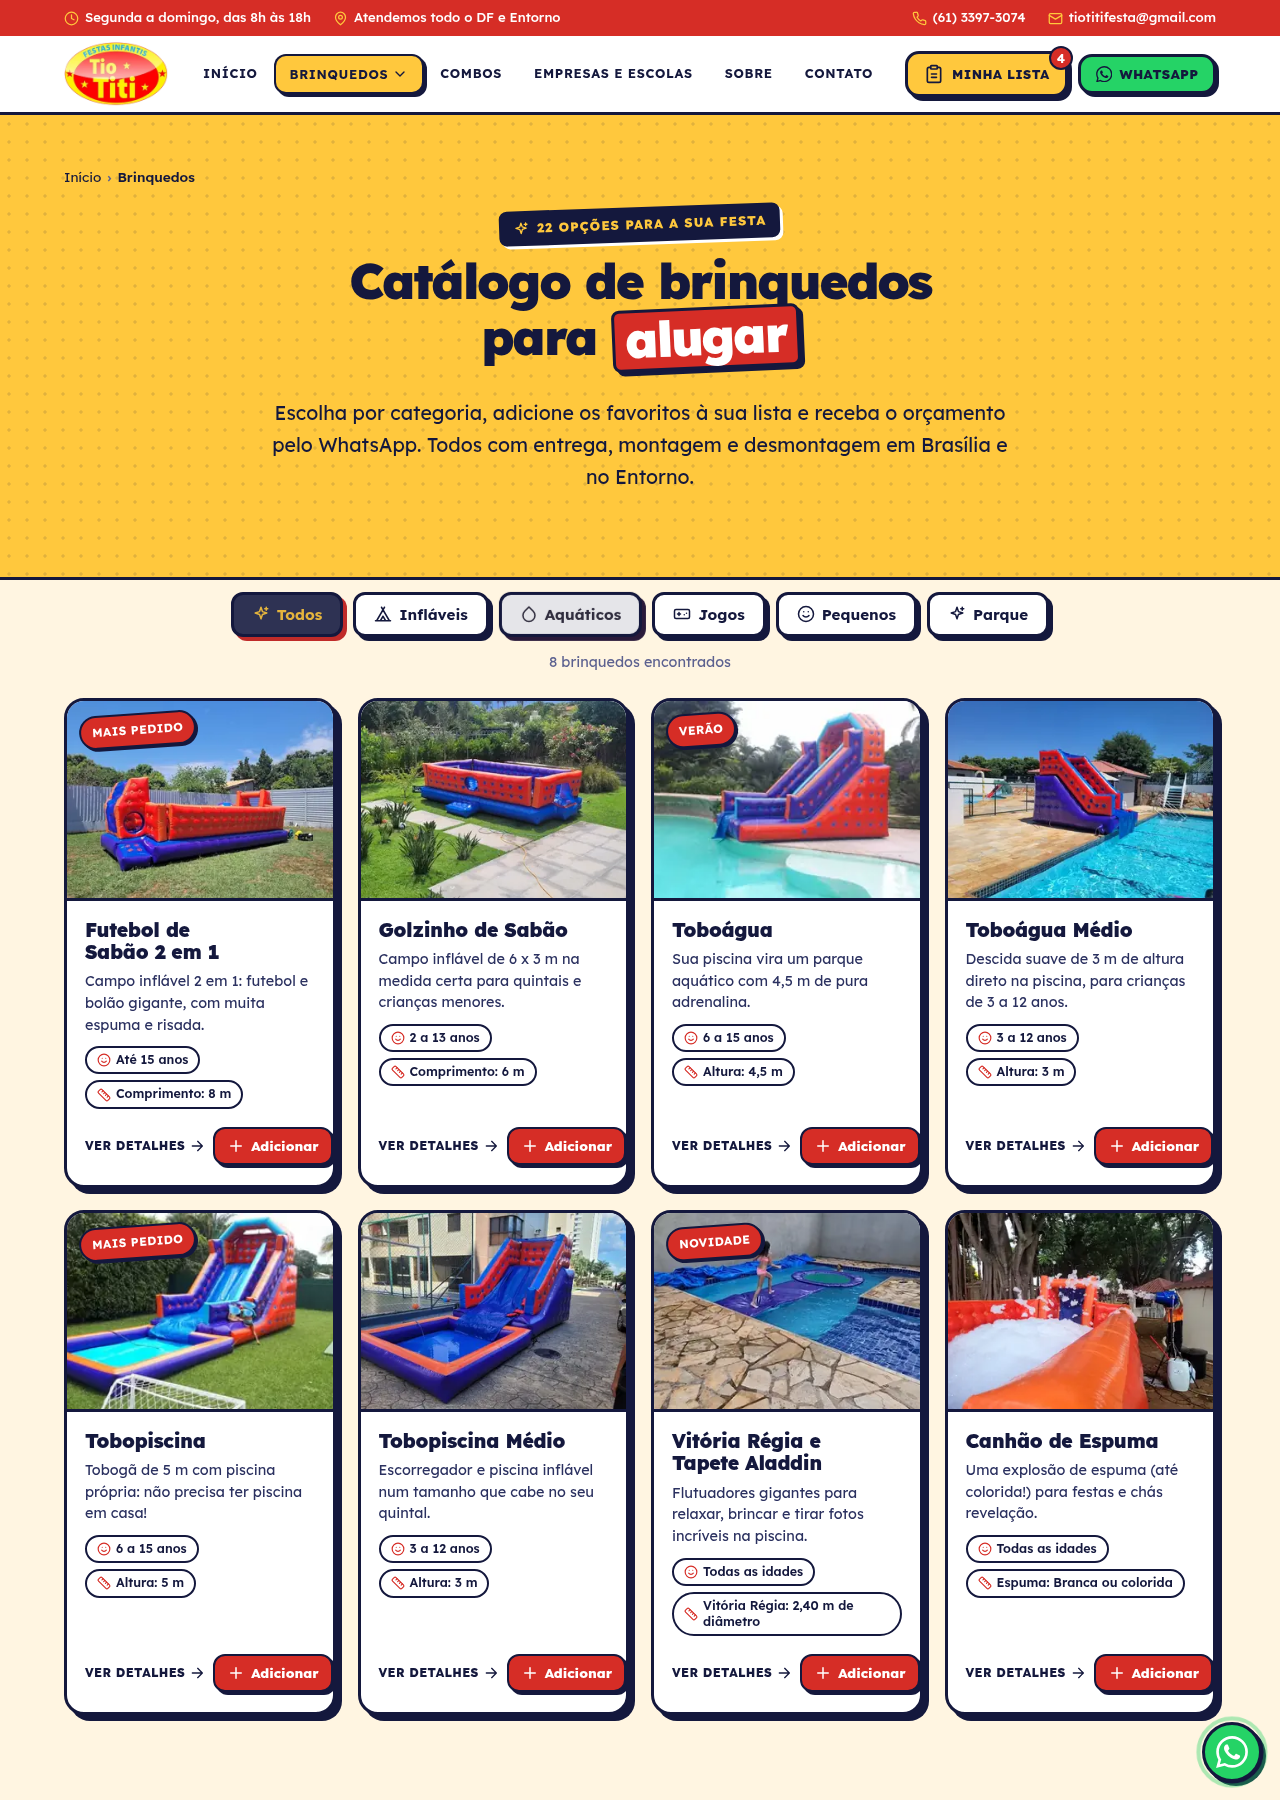 Segunda a domingo, das 8h às 18h
Atendemos todo o DF e Entorno
(61) 3397-3074
tiotitifesta@gmail.com
FESTAS INFANTIS
Tio
Titi
INÍCIO
BRINQUEDOS
COMBOS
EMPRESAS E ESCOLAS
SOBRE
CONTATO
MINHA LISTA
4
WHATSAPP
Início › Brinquedos
22 OPÇÕES PARA A SUA FESTA
Catálogo de brinquedos
para alugar
Escolha por categoria, adicione os favoritos à sua lista e receba o orçamento
pelo WhatsApp. Todos com entrega, montagem e desmontagem em Brasília e
no Entorno.
Todos
Infláveis
Aquáticos
Jogos
Pequenos
Parque
8 brinquedos encontrados
MAIS PEDIDO
Futebol de
Sabão 2 em 1
Campo inflável 2 em 1: futebol e
bolão gigante, com muita
espuma e risada.
Até 15 anos
Comprimento: 8 m
VER DETALHES
Adicionar
Golzinho de Sabão
Campo inflável de 6 x 3 m na
medida certa para quintais e
crianças menores.
2 a 13 anos
Comprimento: 6 m
VER DETALHES
Adicionar
VERÃO
Toboágua
Sua piscina vira um parque
aquático com 4,5 m de pura
adrenalina.
6 a 15 anos
Altura: 4,5 m
VER DETALHES
Adicionar
Toboágua Médio
Descida suave de 3 m de altura
direto na piscina, para crianças
de 3 a 12 anos.
3 a 12 anos
Altura: 3 m
VER DETALHES
Adicionar
MAIS PEDIDO
Tobopiscina
Tobogã de 5 m com piscina
própria: não precisa ter piscina
em casa!
6 a 15 anos
Altura: 5 m
VER DETALHES
Adicionar
Tobopiscina Médio
Escorregador e piscina inflável
num tamanho que cabe no seu
quintal.
3 a 12 anos
Altura: 3 m
VER DETALHES
Adicionar
NOVIDADE
Vitória Régia e
Tapete Aladdin
Flutuadores gigantes para
relaxar, brincar e tirar fotos
incríveis na piscina.
Todas as idades
Vitória Régia: 2,40 m de
diâmetro
VER DETALHES
Adicionar
Canhão de Espuma
Uma explosão de espuma (até
colorida!) para festas e chás
revelação.
Todas as idades
Espuma: Branca ou colorida
VER DETALHES
Adicionar